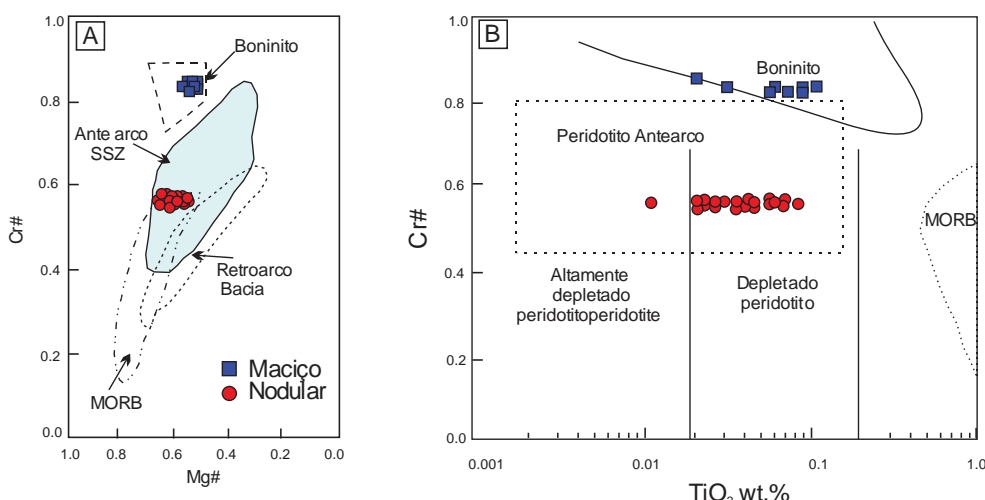 A
1.0
0.8
0.6
0.4
0.2
0.0
Cr#
Boninito
Ante arco
SSZ
Retroarco
Bacia
MORB
Maciço
Nodular
1.0
0.8
0.6
0.4
0.2
0.0
Mg#
B
1.0
0.8
0.6
0.4
0.2
0.0
Cr#
Boninito
Peridotito Antearco
MORB
Altamente
depletado
peridotitoperidotite
Depletado
peridotito
0.001
0.01
0.1
1.0
TiO₂ wt.%